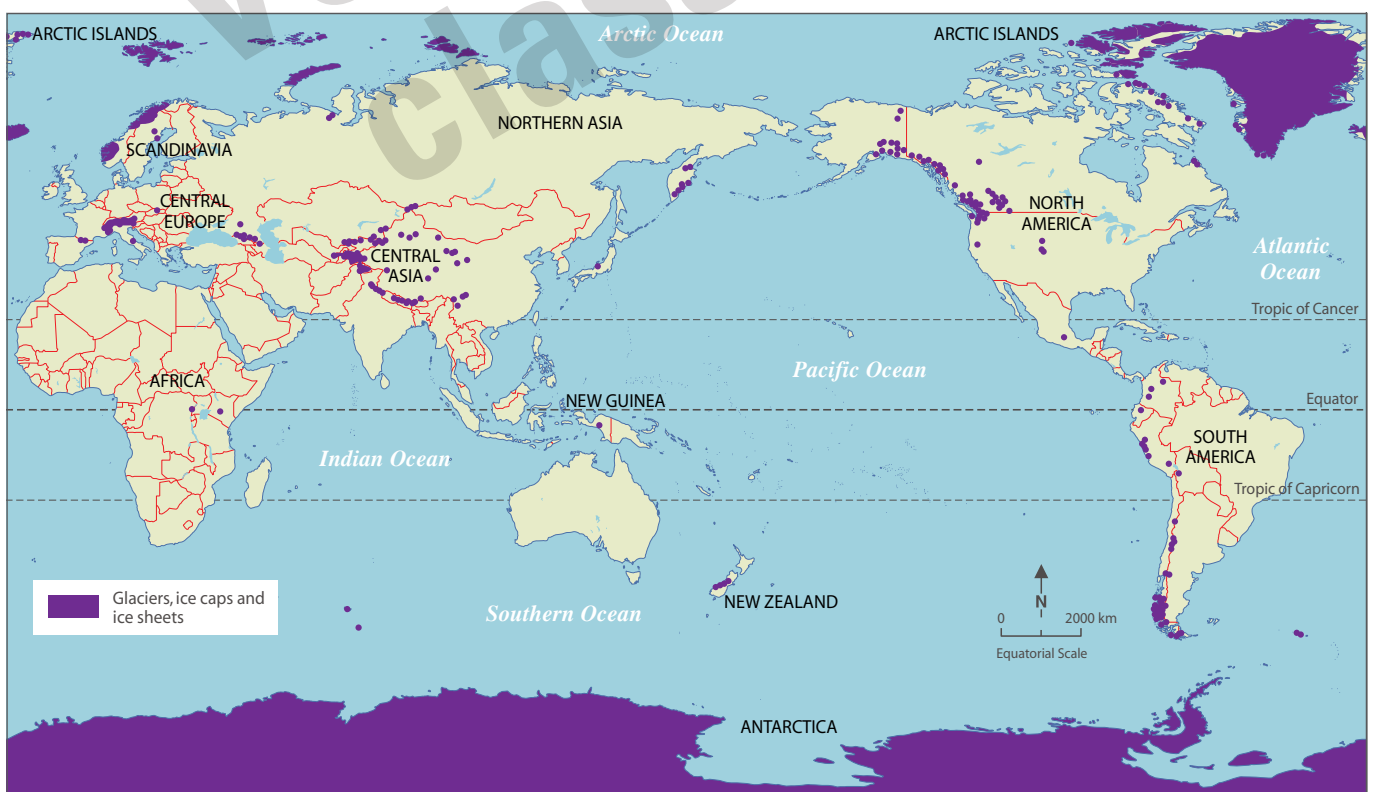 ARCTIC ISLANDS
Arctic Ocean
ARCTIC ISLANDS
NORTHERN ASIA
SCANDINAVIA
CENTRAL
EUROPE
NORTH
AMERICA
CENTRAL
ASIA
Atlantic
Ocean
Tropic of Cancer
Pacific Ocean
AFRICA
NEW GUINEA
Equator
Indian Ocean
SOUTH
AMERICA
Tropic of Capricorn
Glaciers, ice caps and
ice sheets
Southern Ocean
NEW ZEALAND
N
0 2000 km
Equatorial Scale
ANTARCTICA